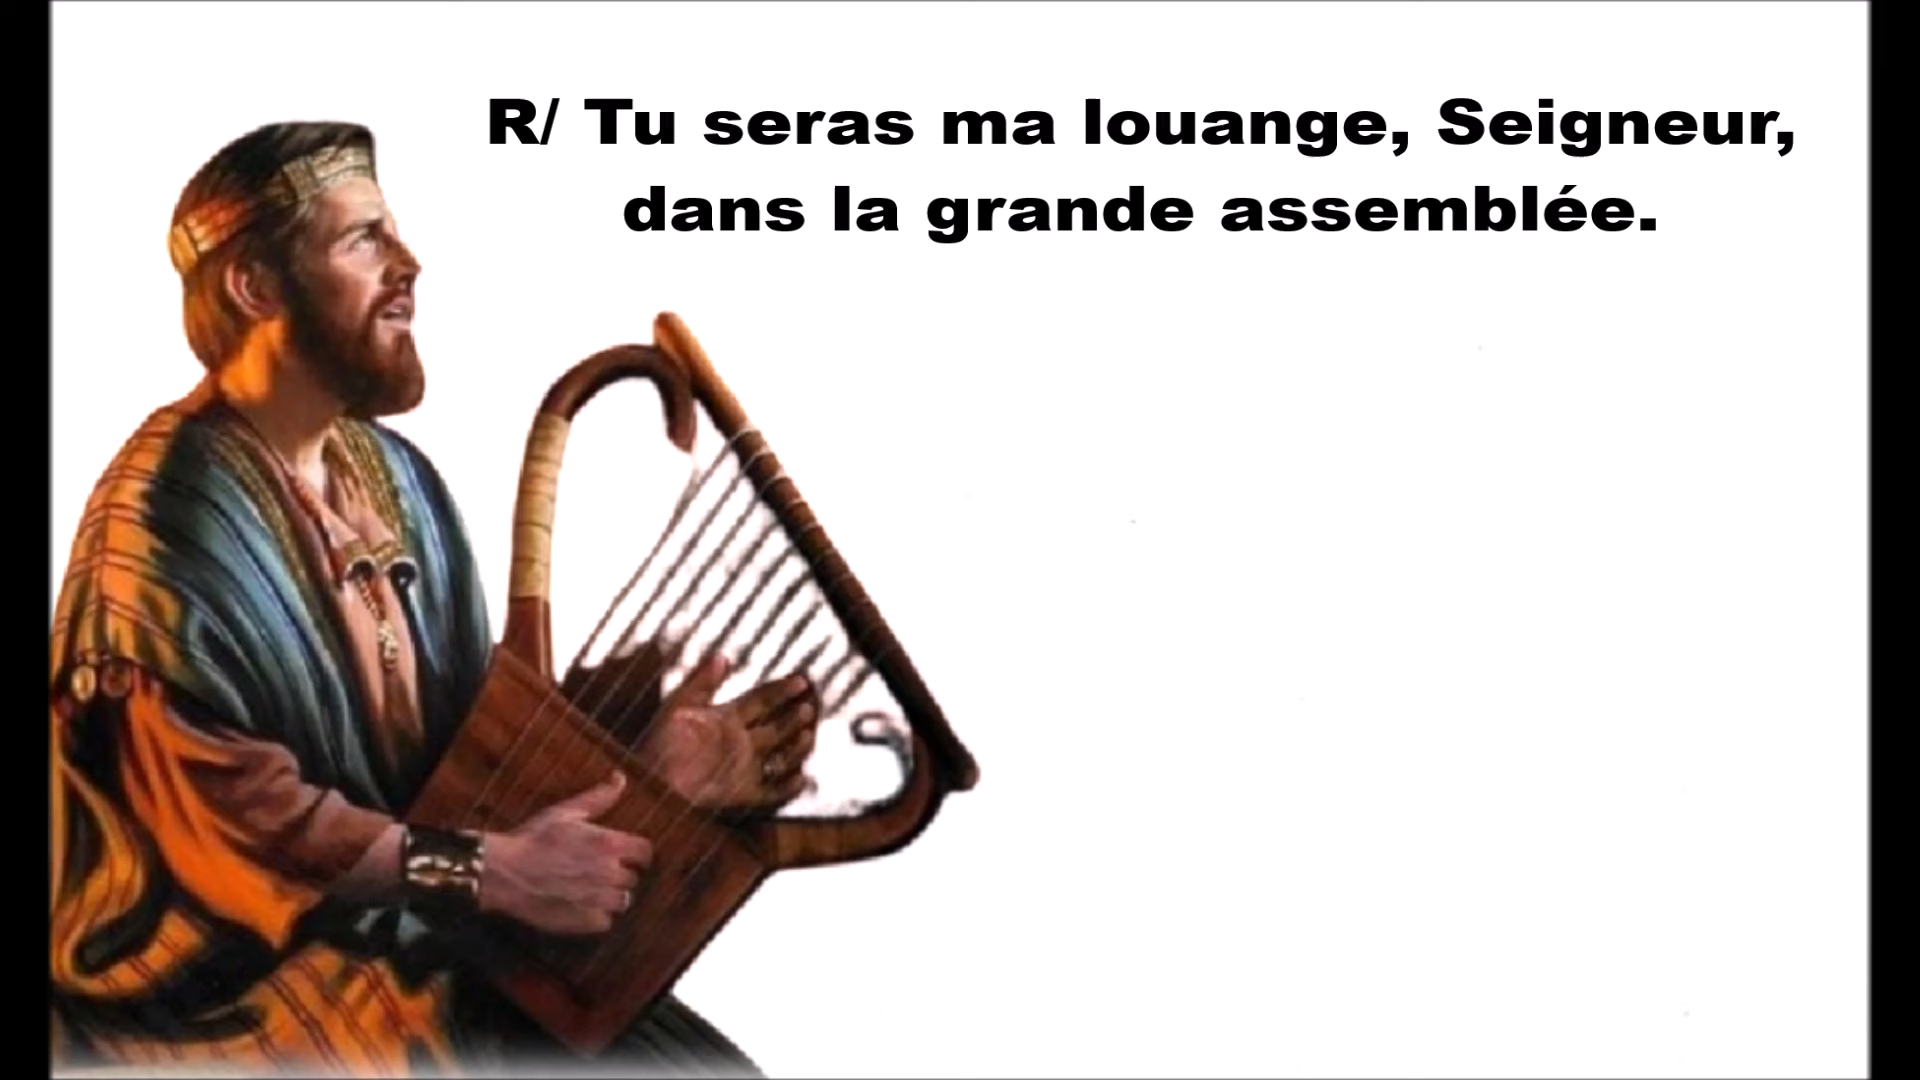 R/ Tu seras ma louange, Seigneur,
dans la grande assemblée.